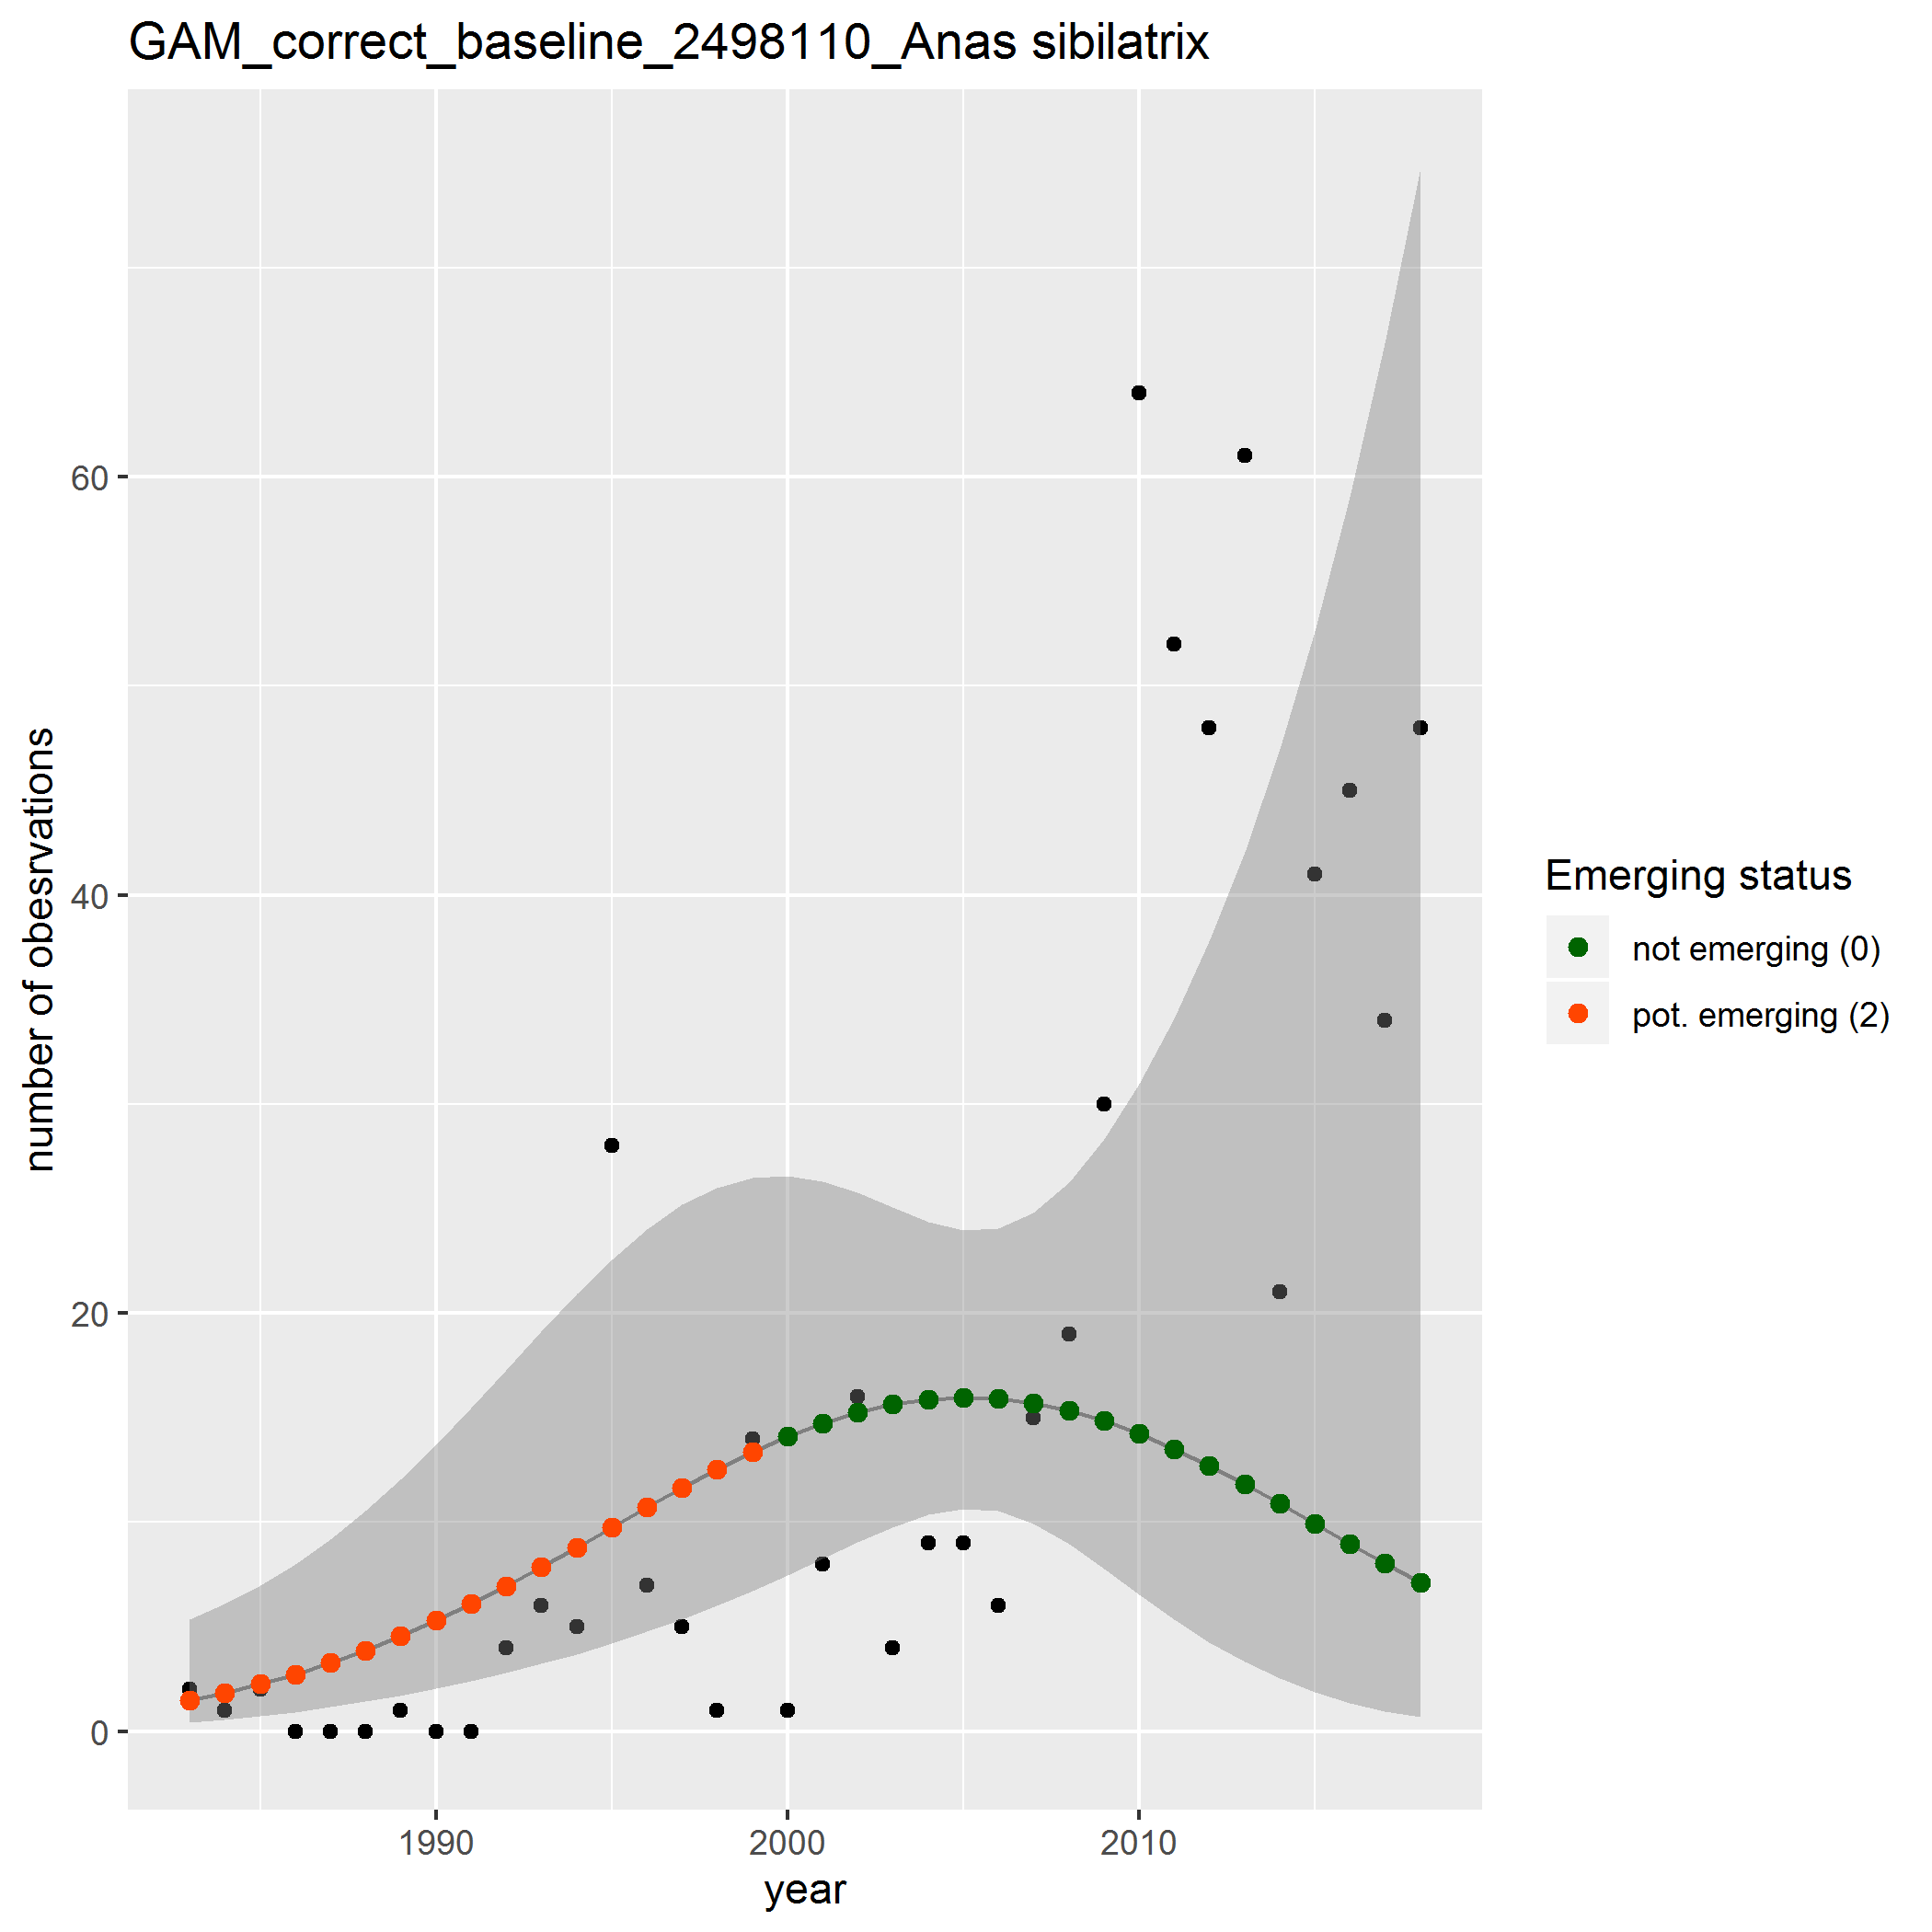 GAM_correct_baseline_2498110_Anas sibilatrix
number of obesrvations
60
40
20
0
1990
2000
2010
year
Emerging status
not emerging (0)
pot. emerging (2)